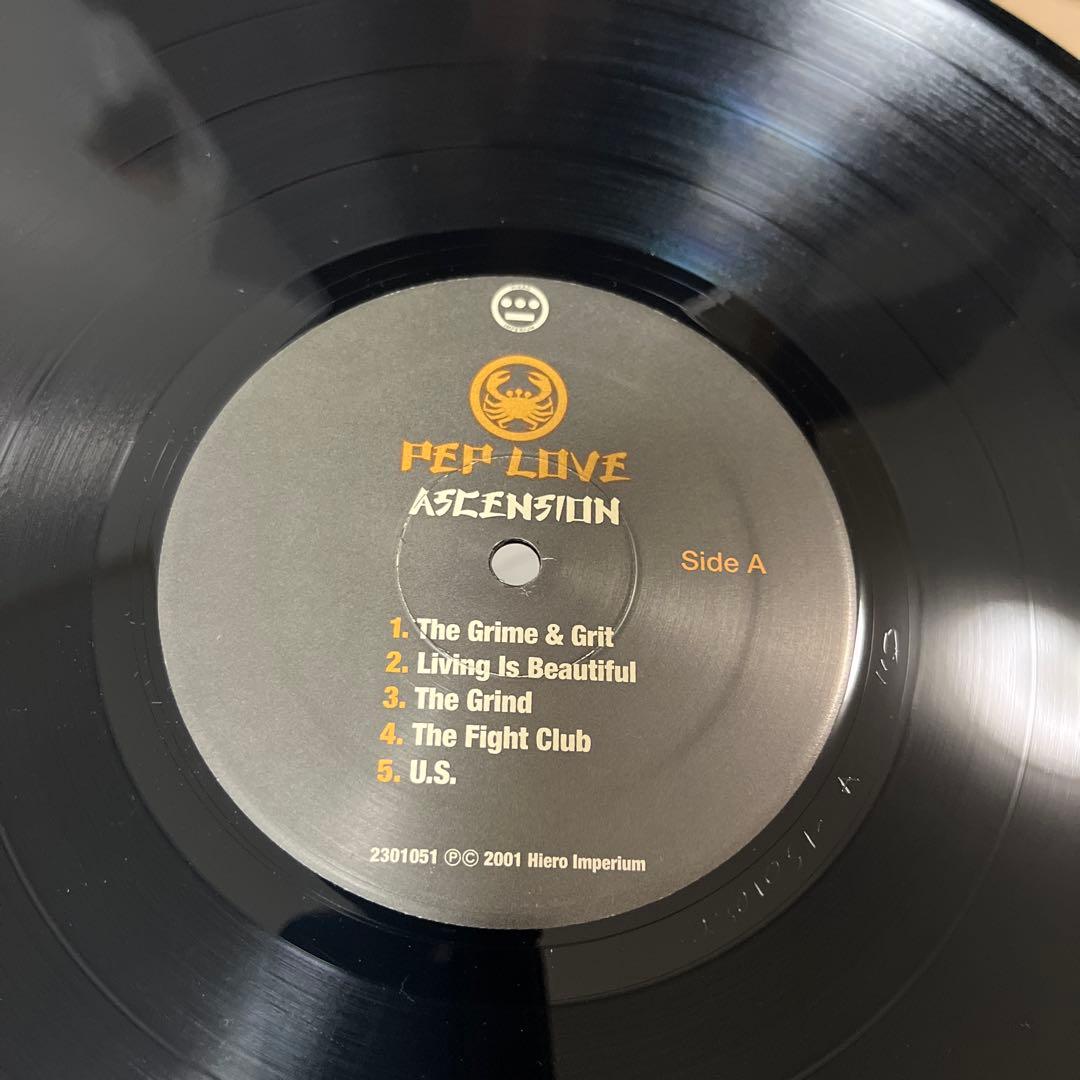 PEP LOVE
ASCENSION
Side A
1. The Grime & Grit
2. Living Is Beautiful
3. The Grind
4. The Fight Club
5. U.S.
2301051 ℗© 2001 Hiero Imperium